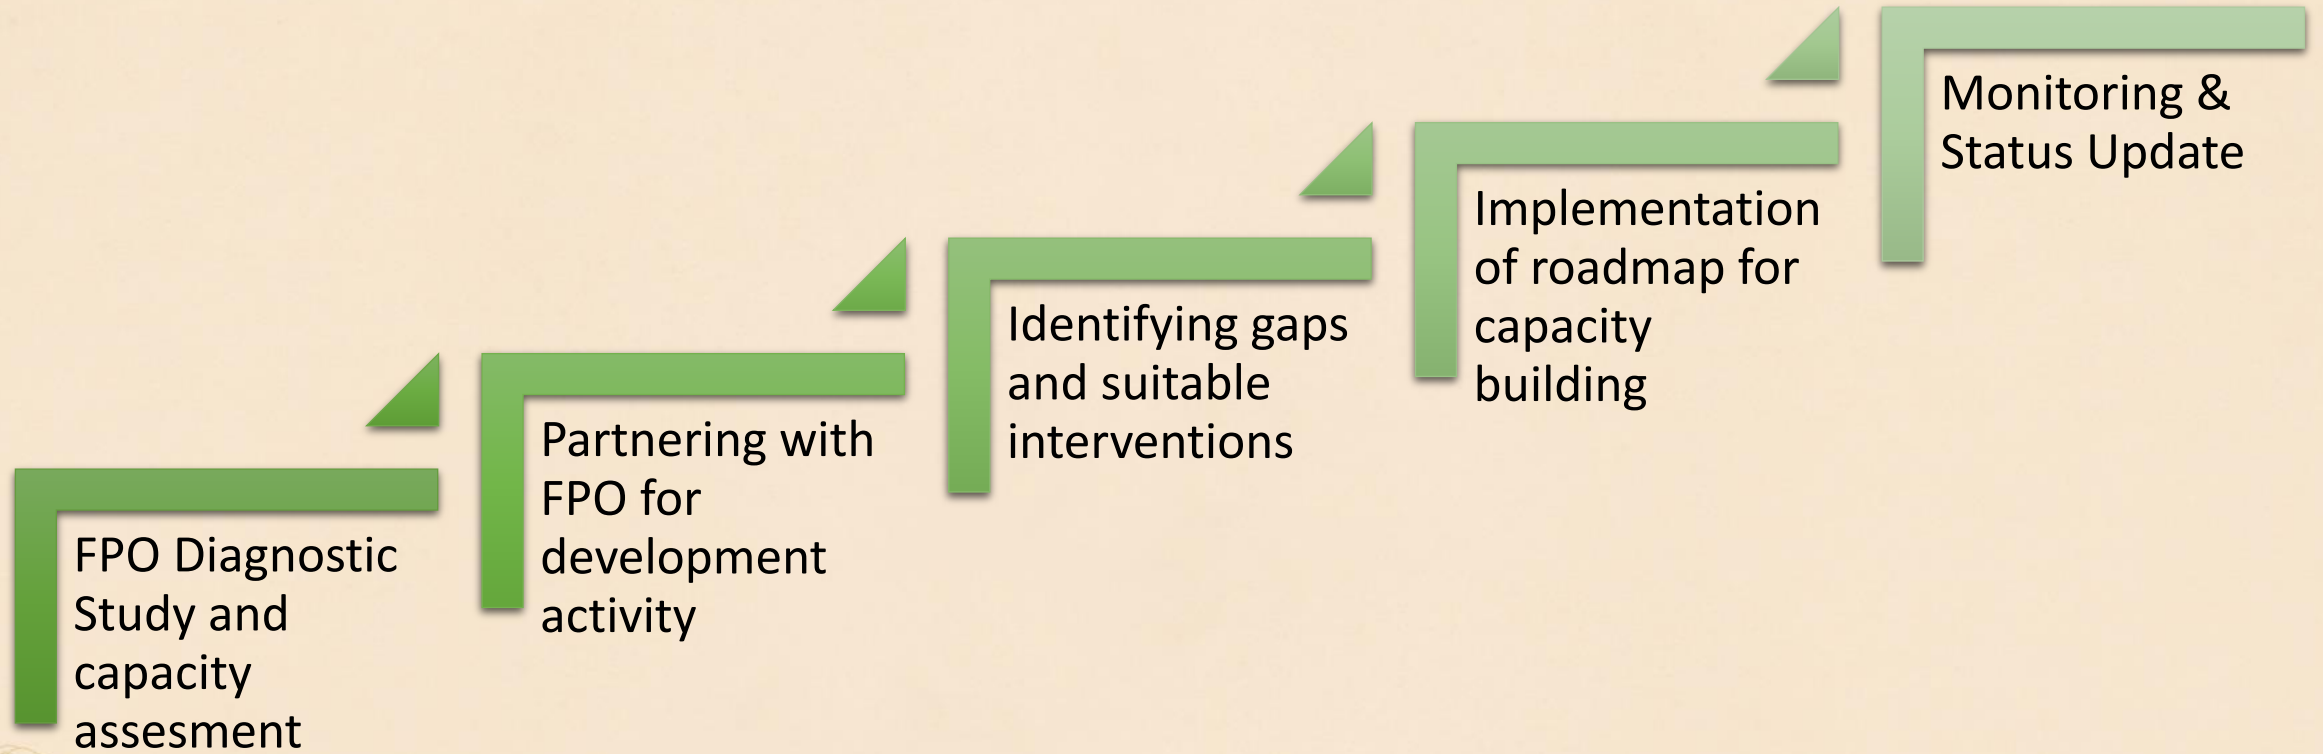 FPO Diagnostic
Study and
capacity
assesment
Partnering with
FPO for
development
activity
Identifying gaps
and suitable
interventions
Implementation
of roadmap for
capacity
building
Monitoring &
Status Update